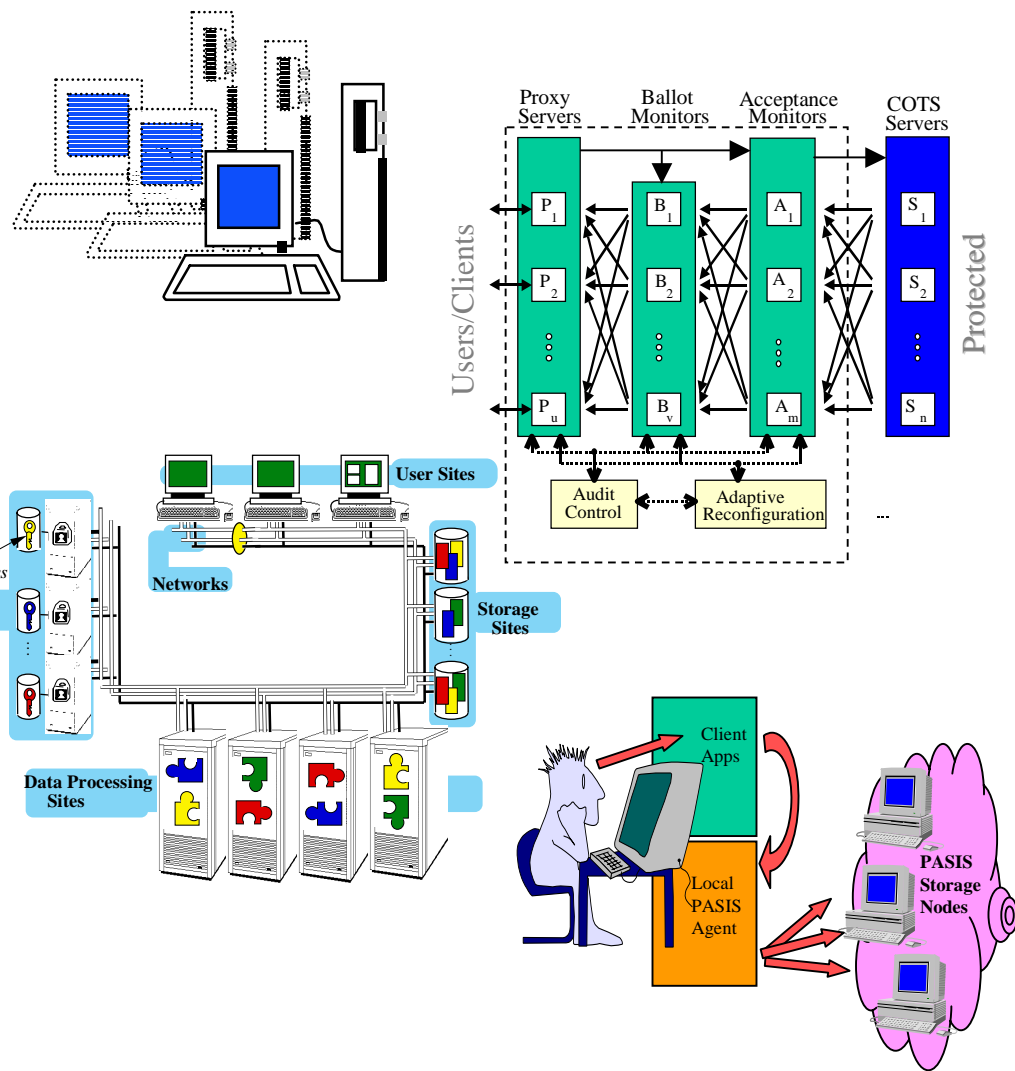 Proxy
Servers
Ballot
Monitors
Acceptance
Monitors
COTS
Servers
Users/Clients
Protected
P1
B1
A1
S1
P2
B2
A2
S2
Pu
Bv
Am
Sn
Audit
Control
Adaptive
Reconfiguration
...
User Sites
Networks
Storage
Sites
Data Processing
Sites
Client
Apps
Local
PASIS
Agent
PASIS
Storage
Nodes